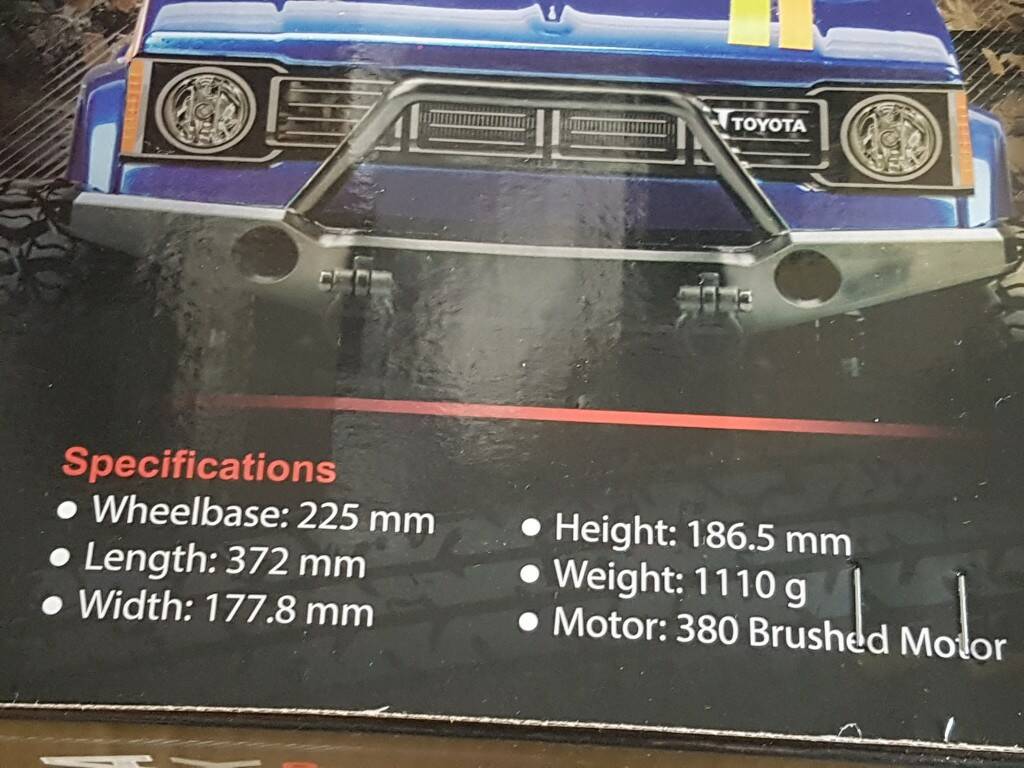 TOYOTA
Specifications
● Wheelbase: 225 mm
● Length: 372 mm
● Width: 177.8 mm
● Height: 186.5 mm
● Weight: 1110 g
● Motor: 380 Brushed Motor